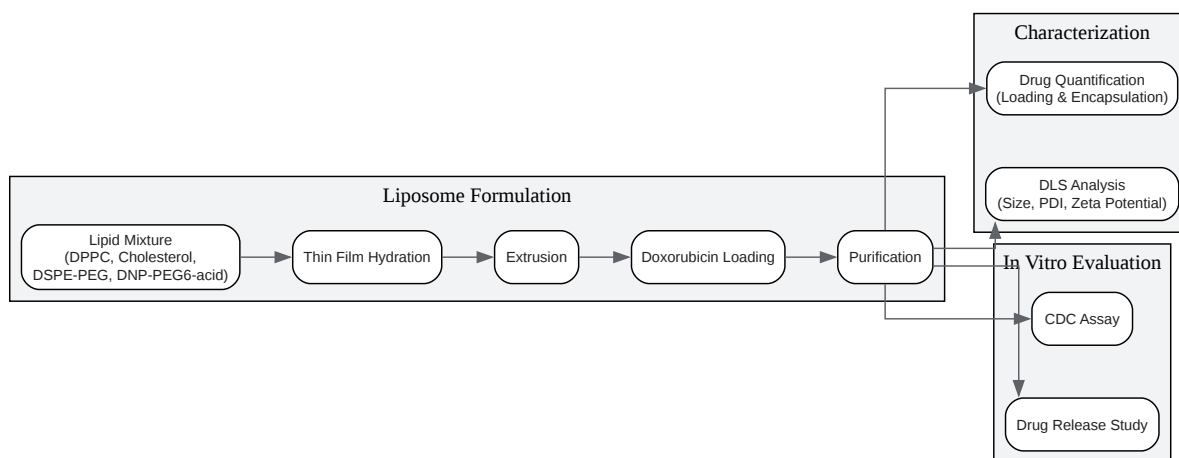 Characterization
Drug Quantification
(Loading & Encapsulation)
DLS Analysis
(Size, PDI, Zeta Potential)
Liposome Formulation
Lipid Mixture
(DPPC, Cholesterol,
DSPE-PEG, DNP-PEG6-acid)
Thin Film Hydration
Extrusion
Doxorubicin Loading
Purification
In Vitro Evaluation
CDC Assay
Drug Release Study